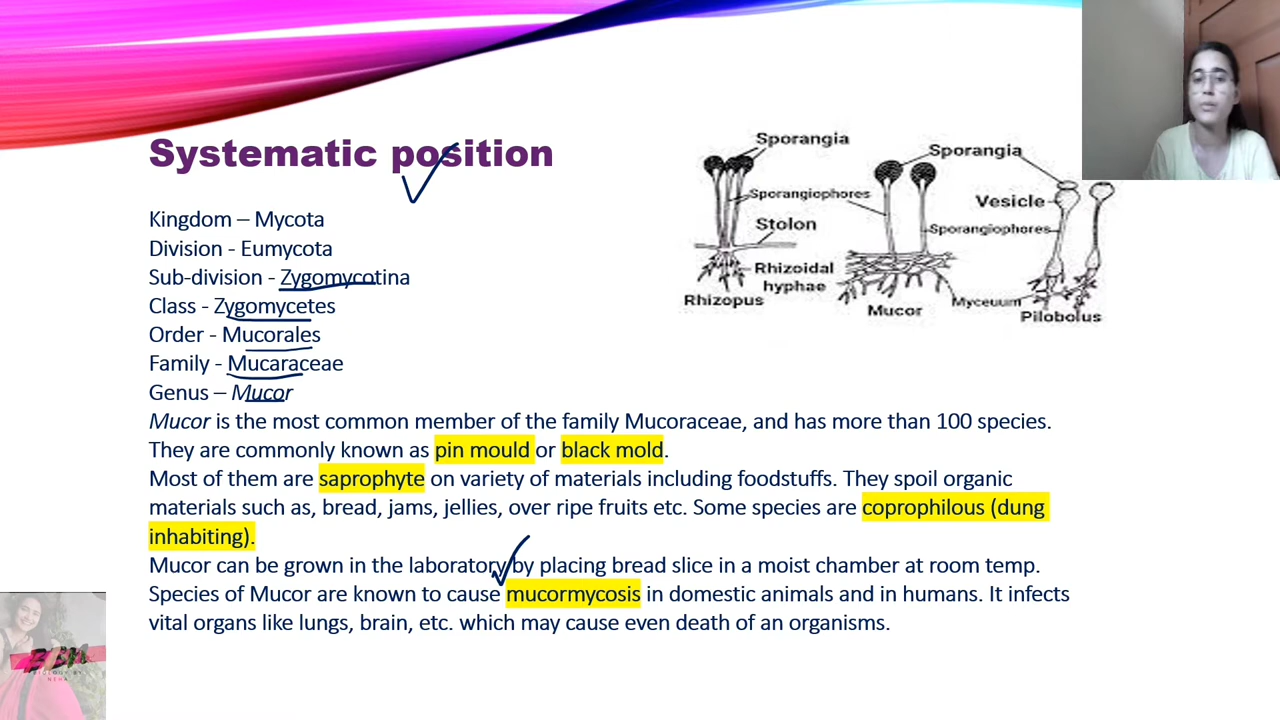 Systematic position
Kingdom – Mycota
Division - Eumycota
Sub-division - Zygomycotina
Class - Zygomycetes
Order - Mucorales
Family - Mucaraceae
Genus – Mucor
Mucor is the most common member of the family Mucoraceae, and has more than 100 species.
They are commonly known as pin mould or black mold.
Most of them are saprophyte on variety of materials including foodstuffs. They spoil organic
materials such as, bread, jams, jellies, over ripe fruits etc. Some species are coprophilous (dung
inhabiting).
Mucor can be grown in the laboratory by placing bread slice in a moist chamber at room temp.
Species of Mucor are known to cause mucormycosis in domestic animals and in humans. It infects
vital organs like lungs, brain, etc. which may cause even death of an organisms.
Sporangia
Sporangiophores
Stolon
Rhizoidal
hyphae
Rhizopus
Sporangia
Vesicle
Sporangiophores
Myceuum
Mucor
Pilobolus
BBN
BIOLOGY BY
NEHA